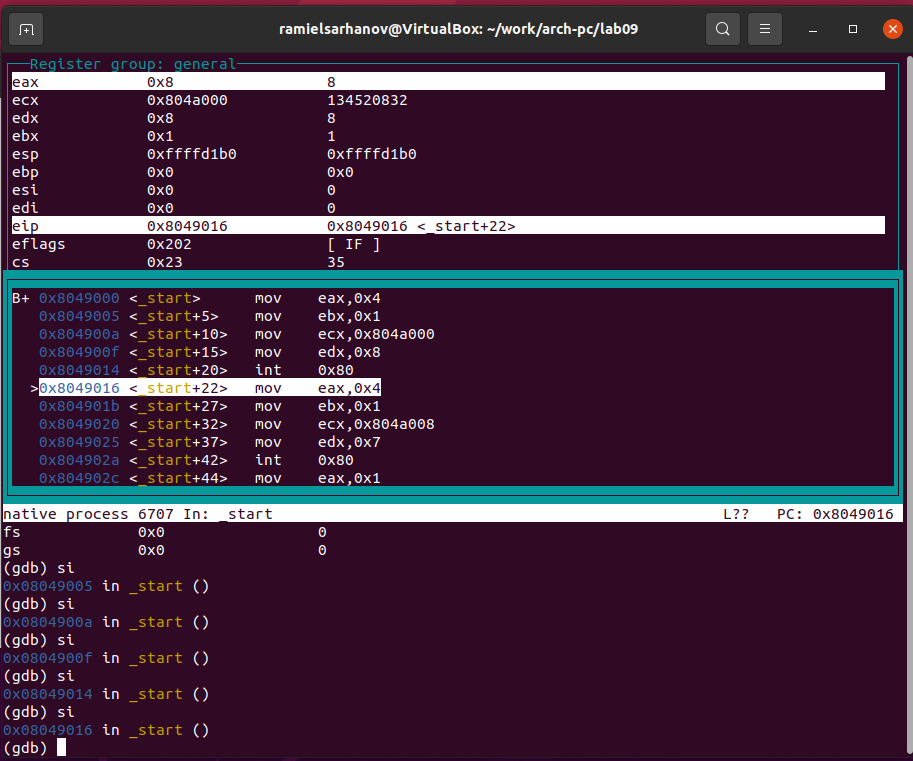 ramielsarhanov@VirtualBox: ~/work/arch-pc/lab09
Register group: general
eax 0x8 8
ecx 0x804a000 134520832
edx 0x8 8
ebx 0x1 1
esp 0xffffd1b0 0xffffd1b0
ebp 0x0 0x0
esi 0x0 0
edi 0x0 0
eip 0x8049016 0x8049016 <_start+22>
eflags 0x202 [ IF ]
cs 0x23 35
B+ 0x8049000 <_start> mov eax,0x4
0x8049005 <_start+5> mov ebx,0x1
0x804900a <_start+10> mov ecx,0x804a000
0x804900f <_start+15> mov edx,0x8
0x8049014 <_start+20> int 0x80
>0x8049016 <_start+22> mov eax,0x4
0x804901b <_start+27> mov ebx,0x1
0x8049020 <_start+32> mov ecx,0x804a008
0x8049025 <_start+37> mov edx,0x7
0x804902a <_start+42> int 0x80
0x804902c <_start+44> mov eax,0x1
native process 6707 In: _start L?? PC: 0x8049016
fs 0x0 0
gs 0x0 0
(gdb) si
0x08049005 in _start ()
(gdb) si
0x0804900a in _start ()
(gdb) si
0x0804900f in _start ()
(gdb) si
0x08049014 in _start ()
(gdb) si
0x08049016 in _start ()
(gdb)